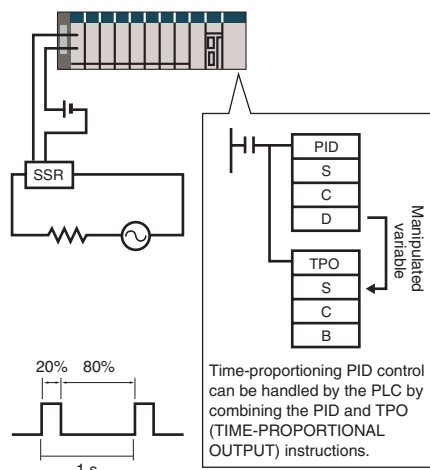 SSR
PID
S
C
D
Manipulated
variable
TPO
S
C
B
Time-proportioning PID control
can be handled by the PLC by
combining the PID and TPO
(TIME-PROPORTIONAL
OUTPUT) instructions.
20% 80%
1 s